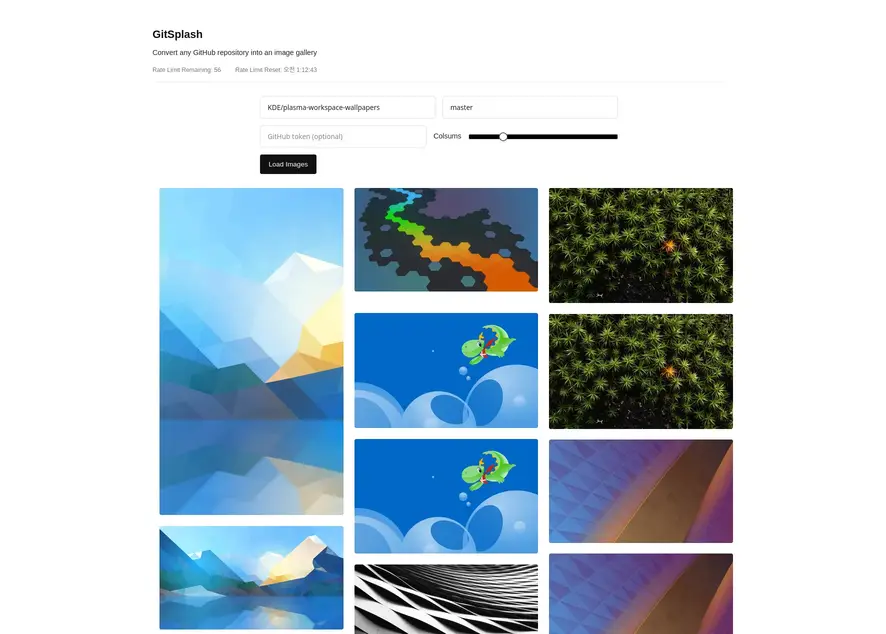 GitSplash
Convert any GitHub repository into an image gallery
Rate Limit Remaining: 56 Rate Limit Reset: 오전 1:12:43
KDE/plasma-workspace-wallpapers master
GitHub token (optional) Colsums
Load Images